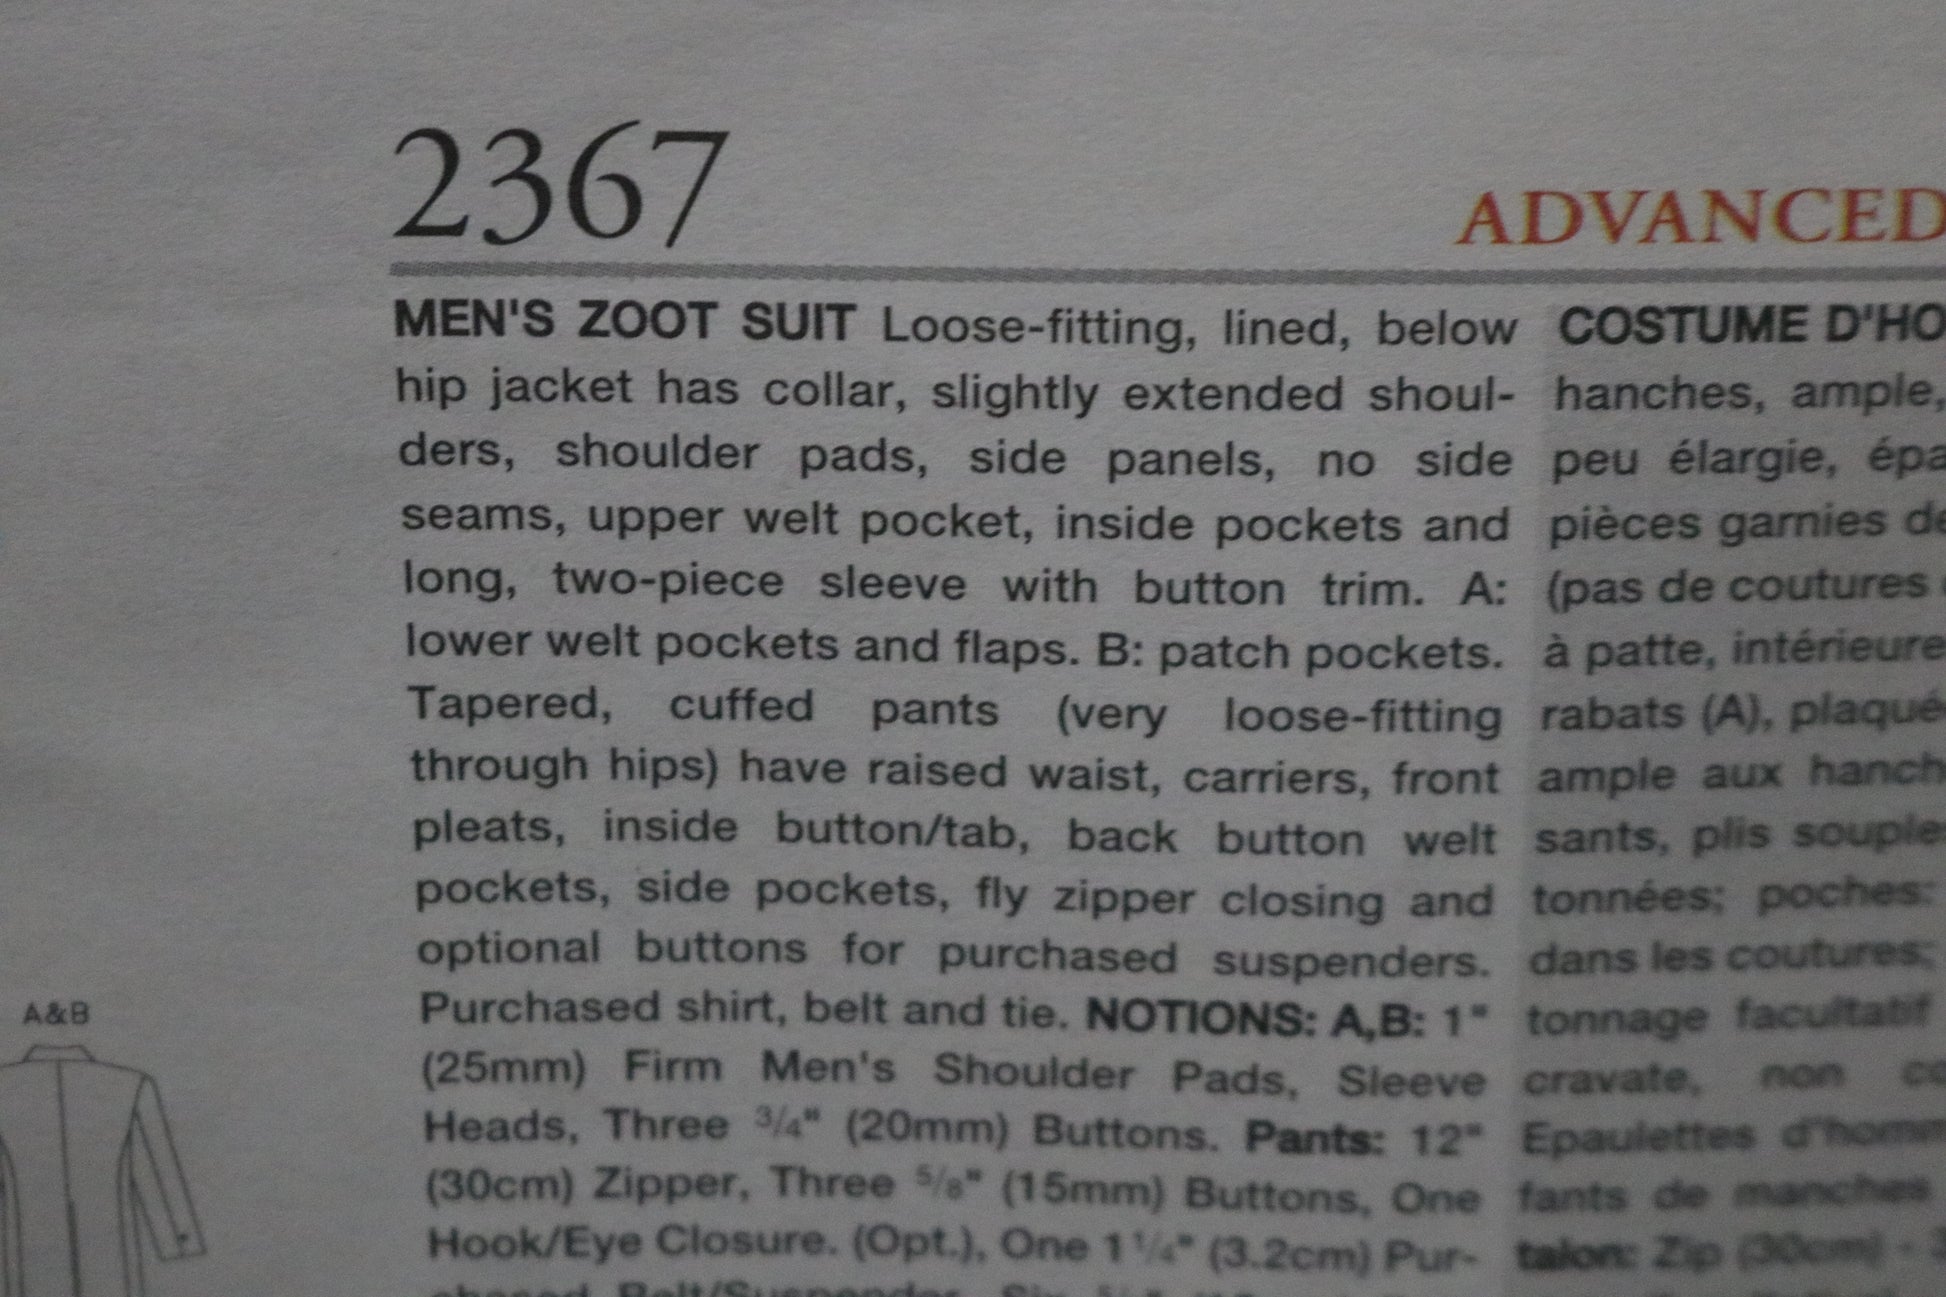 2367
ADVANCED
MEN'S ZOOT SUIT Loose-fitting, lined, below
hip jacket has collar, slightly extended shoul-
ders, shoulder pads, side panels, no side
seams, upper welt pocket, inside pockets and
long, two-piece sleeve with button trim. A:
lower welt pockets and flaps. B: patch pockets.
Tapered, cuffed pants (very loose-fitting
through hips) have raised waist, carriers, front
pleats, inside button/tab, back button welt
pockets, side pockets, fly zipper closing and
optional buttons for purchased suspenders.
Purchased shirt, belt and tie. NOTIONS: A,B: 1"
(25mm) Firm Men's Shoulder Pads, Sleeve
Heads, Three 3/4" (20mm) Buttons. Pants: 12"
(30cm) Zipper, Three 5/8" (15mm) Buttons, One
Hook/Eye Closure. (Opt.), One 1 1/4" (3.2cm) Pur-
COSTUME D'HO
hanches, ample,
peu élargie, épa
pièces garnies de
(pas de coutures
à patte, intérieure
rabats (A), plaqué
ample aux hanch
sants, plis souple
tonnées; poches:
dans les coutures;
tonnage facultatif
cravate, non co
Epaulettes d'homm
fants de manches
talon: Zip (30cm) -
A&B